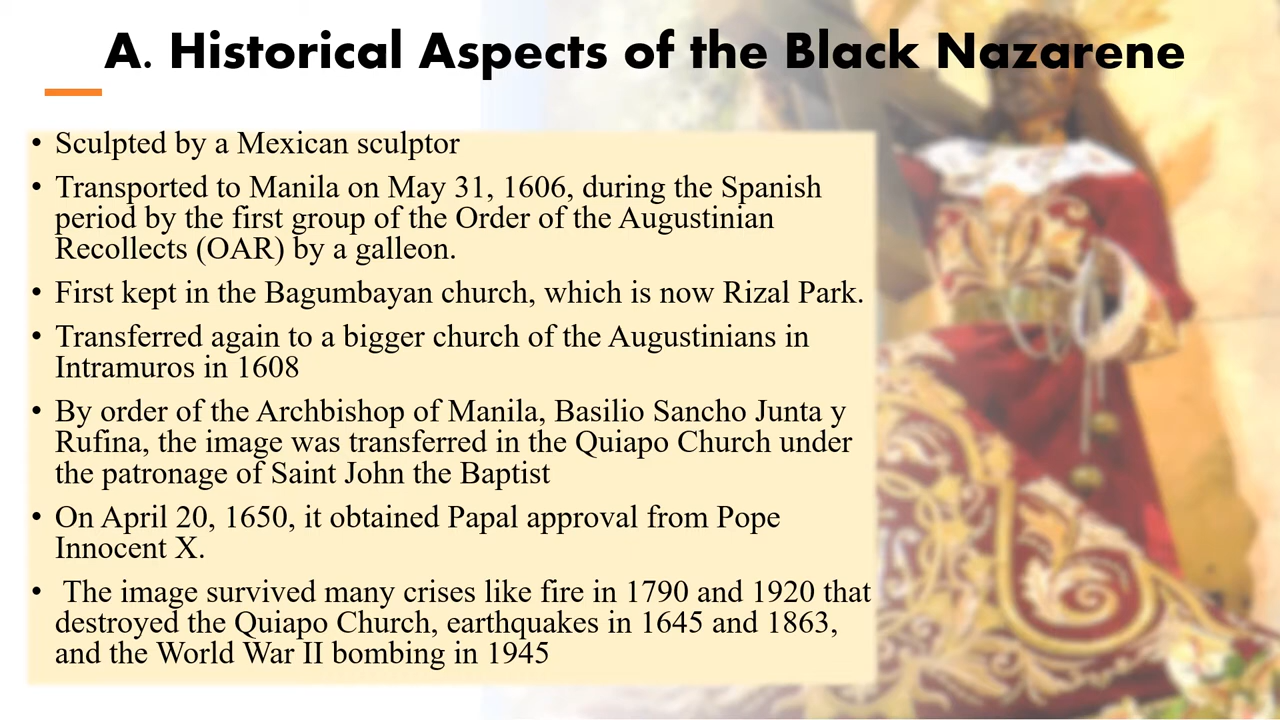 A. Historical Aspects of the Black Nazarene
• Sculpted by a Mexican sculptor
• Transported to Manila on May 31, 1606, during the Spanish
period by the first group of the Order of the Augustinian
Recollects (OAR) by a galleon.
• First kept in the Bagumbayan church, which is now Rizal Park.
• Transferred again to a bigger church of the Augustinians in
Intramuros in 1608
• By order of the Archbishop of Manila, Basilio Sancho Junta y
Rufina, the image was transferred in the Quiapo Church under
the patronage of Saint John the Baptist
• On April 20, 1650, it obtained Papal approval from Pope
Innocent X.
• The image survived many crises like fire in 1790 and 1920 that
destroyed the Quiapo Church, earthquakes in 1645 and 1863,
and the World War II bombing in 1945